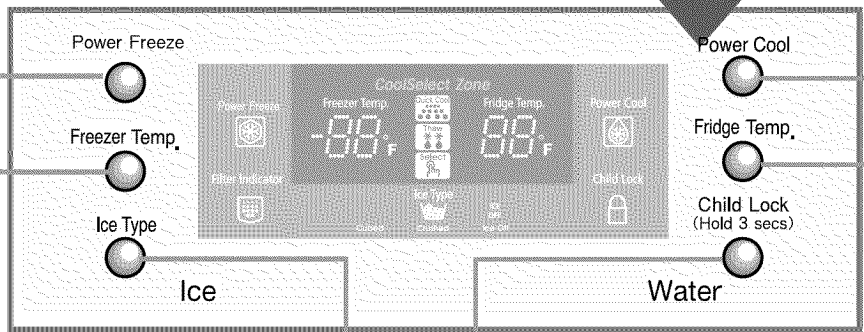 Power Freeze
Freezer Temp.
Ice Type
Ice
CoolSelect Zone
Power Freeze
Freezer Temp.
-88°F
Quick Cool
Thaw
Select
Fridge Temp.
88°F
Power Cool
Filter Indicator
Ice Type
Cubed
Crushed
Ice Off
Child Lock
Power Cool
Fridge Temp.
Child Lock
(Hold 3 secs)
Water